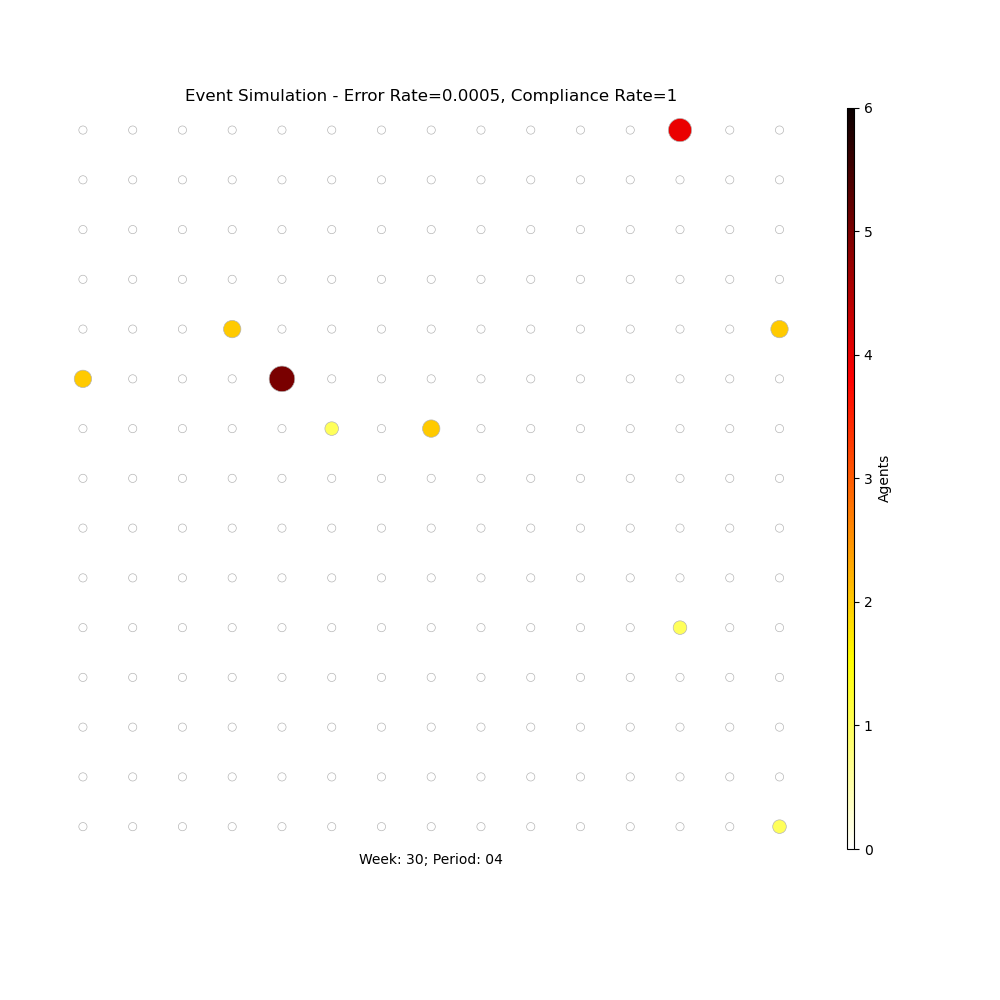 Event Simulation - Error Rate=0.0005, Compliance Rate=1
6
5
4
3
2
1
0
Agents
Week: 30; Period: 04